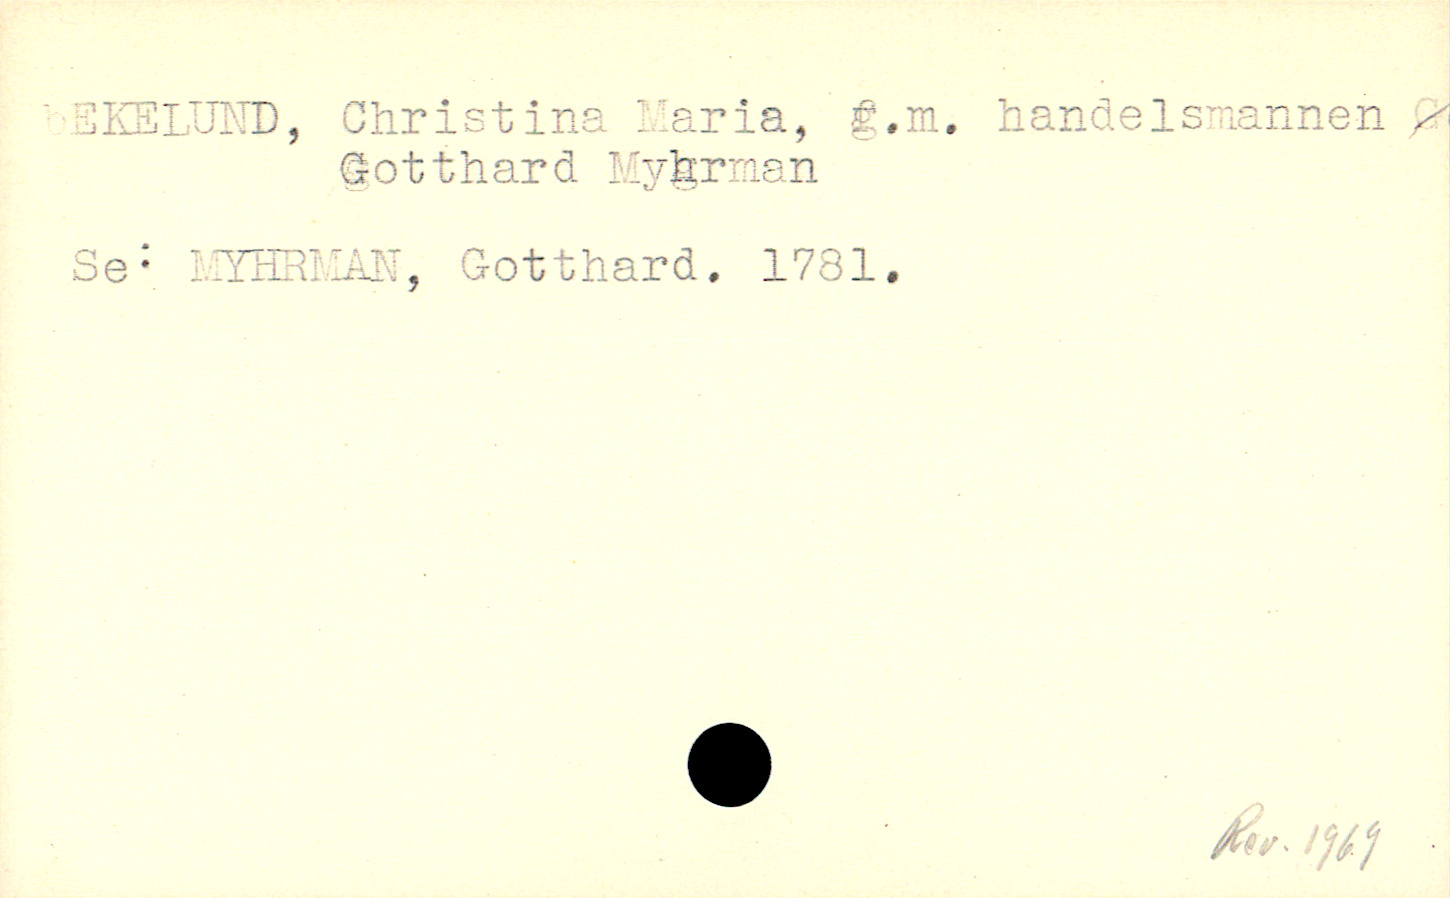 EKELUND, Christina Maria, g.m. handelsmannen
Gotthard Myhrman
Se: MYHRMAN, Gotthard. 1781.
Rev. 1969